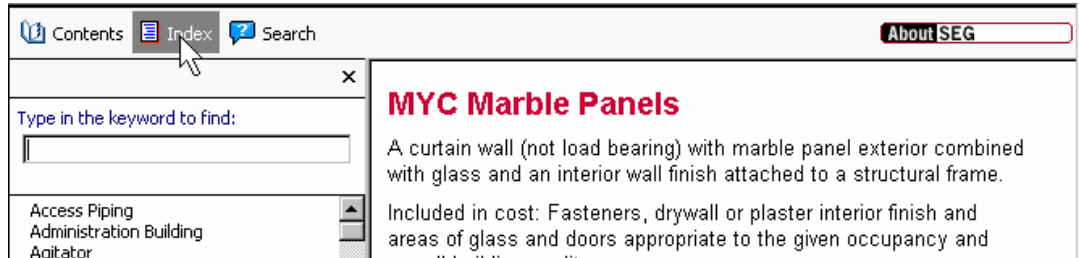 Contents Index Search About SEG
Type in the keyword to find:
Access Piping
Administration Building
Agitator
MYC Marble Panels
A curtain wall (not load bearing) with marble panel exterior combined
with glass and an interior wall finish attached to a structural frame.
Included in cost: Fasteners, drywall or plaster interior finish and
areas of glass and doors appropriate to the given occupancy and